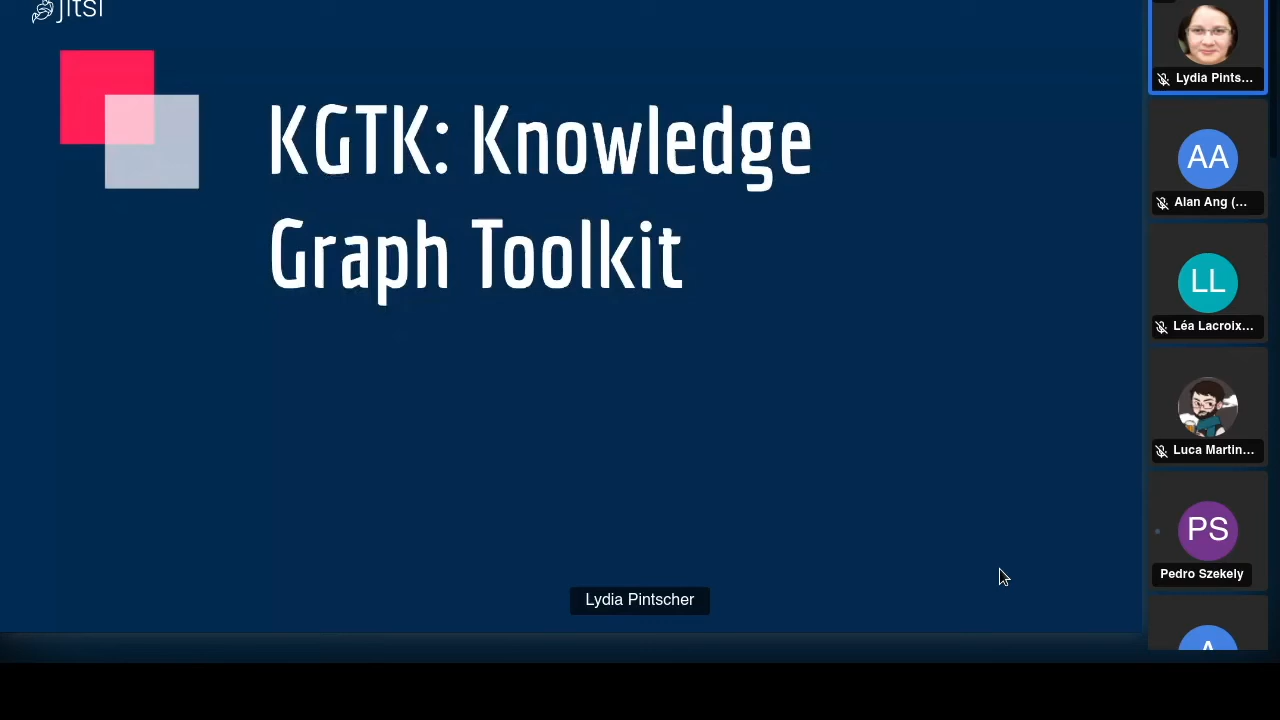 jitsi
KGTK: Knowledge
Graph Toolkit
Lydia Pintscher
Lydia Pints...
AA
Alan Ang (...
LL
Léa Lacroix...
Luca Martin...
PS
Pedro Szekely
A